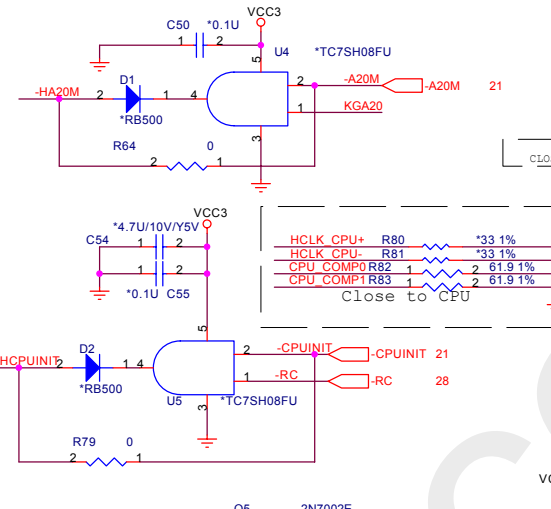 VCC3
C50 *0.1U
1 2
U4 *TC7SH08FU
5
D1
-HA20M 2 1 4
2 -A20M -A20M 21
1 KGA20
*RB500
3
R64 0
2 1
CLO
VCC3
*4.7U/10V/Y5V
C54 1 2
1 2
*0.1U C55
HCLK_CPU+ R80 *33 1%
HCLK_CPU- R81 *33 1%
CPU_COMP0 R82 1 2 61.9 1%
CPU_COMP1 R83 1 2 61.9 1%
Close to CPU
5
D2
HCPUINIT 2 1 4
2 -CPUINIT -CPUINIT 21
1 -RC -RC 28
*RB500
U5 3 *TC7SH08FU
R79 0
2 1
VC
Q5 2N7002E